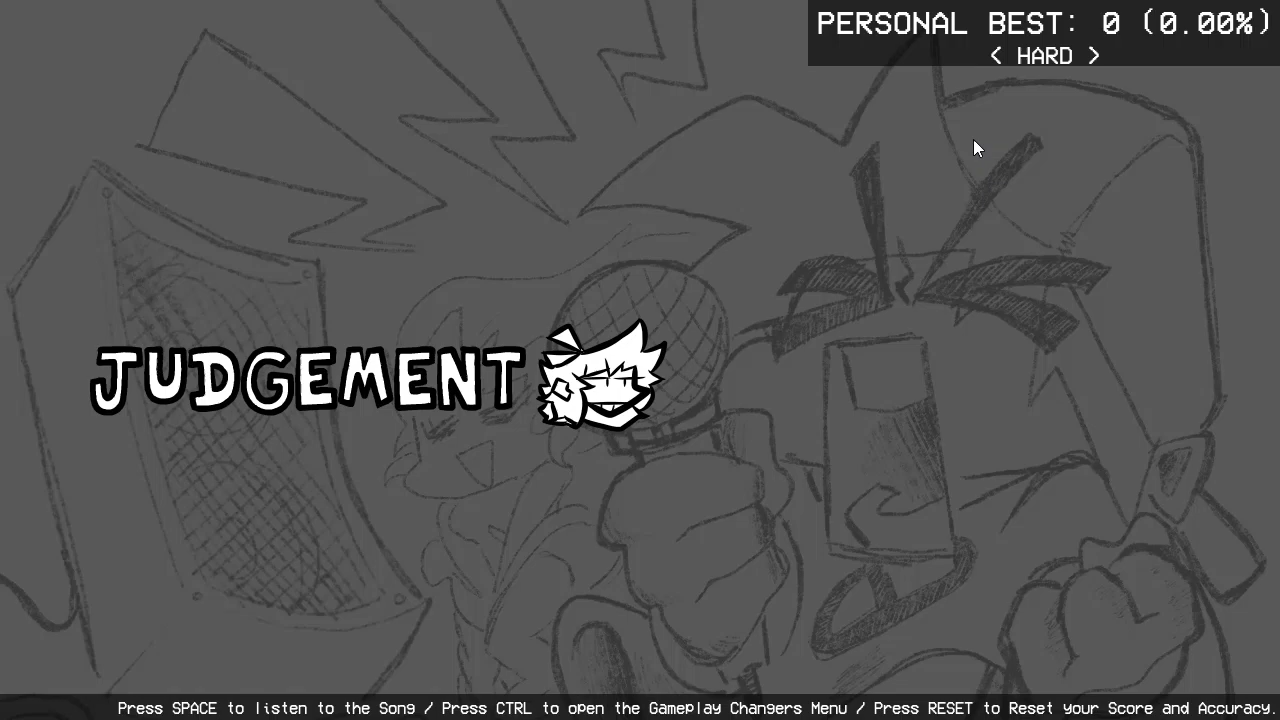 PERSONAL BEST: 0 (0.00%)
< HARD >
JUDGEMENT
Press SPACE to listen to the Song / Press CTRL to open the Gameplay Changers Menu / Press RESET to Reset your Score and Accuracy.